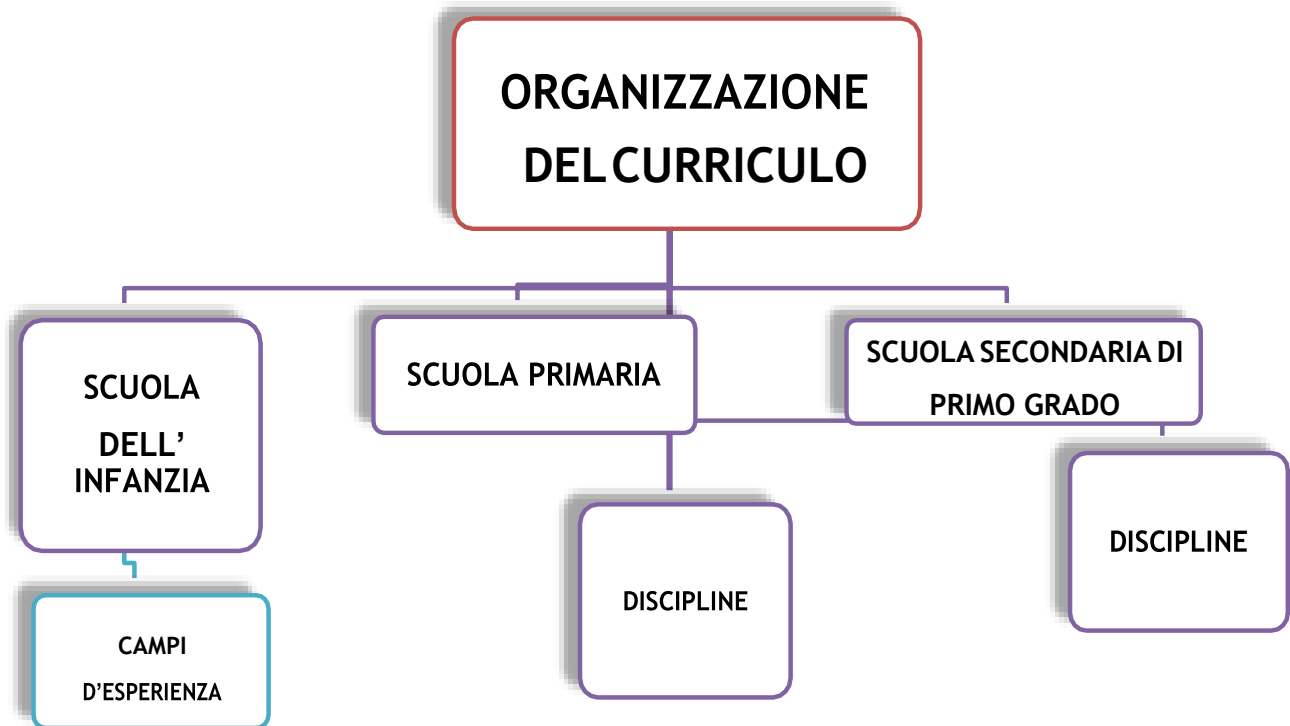 ORGANIZZAZIONE
DEL CURRICULO
SCUOLA
DELL'
INFANZIA
SCUOLA PRIMARIA
SCUOLA SECONDARIA DI
PRIMO GRADO
CAMPI
D'ESPERIENZA
DISCIPLINE
DISCIPLINE